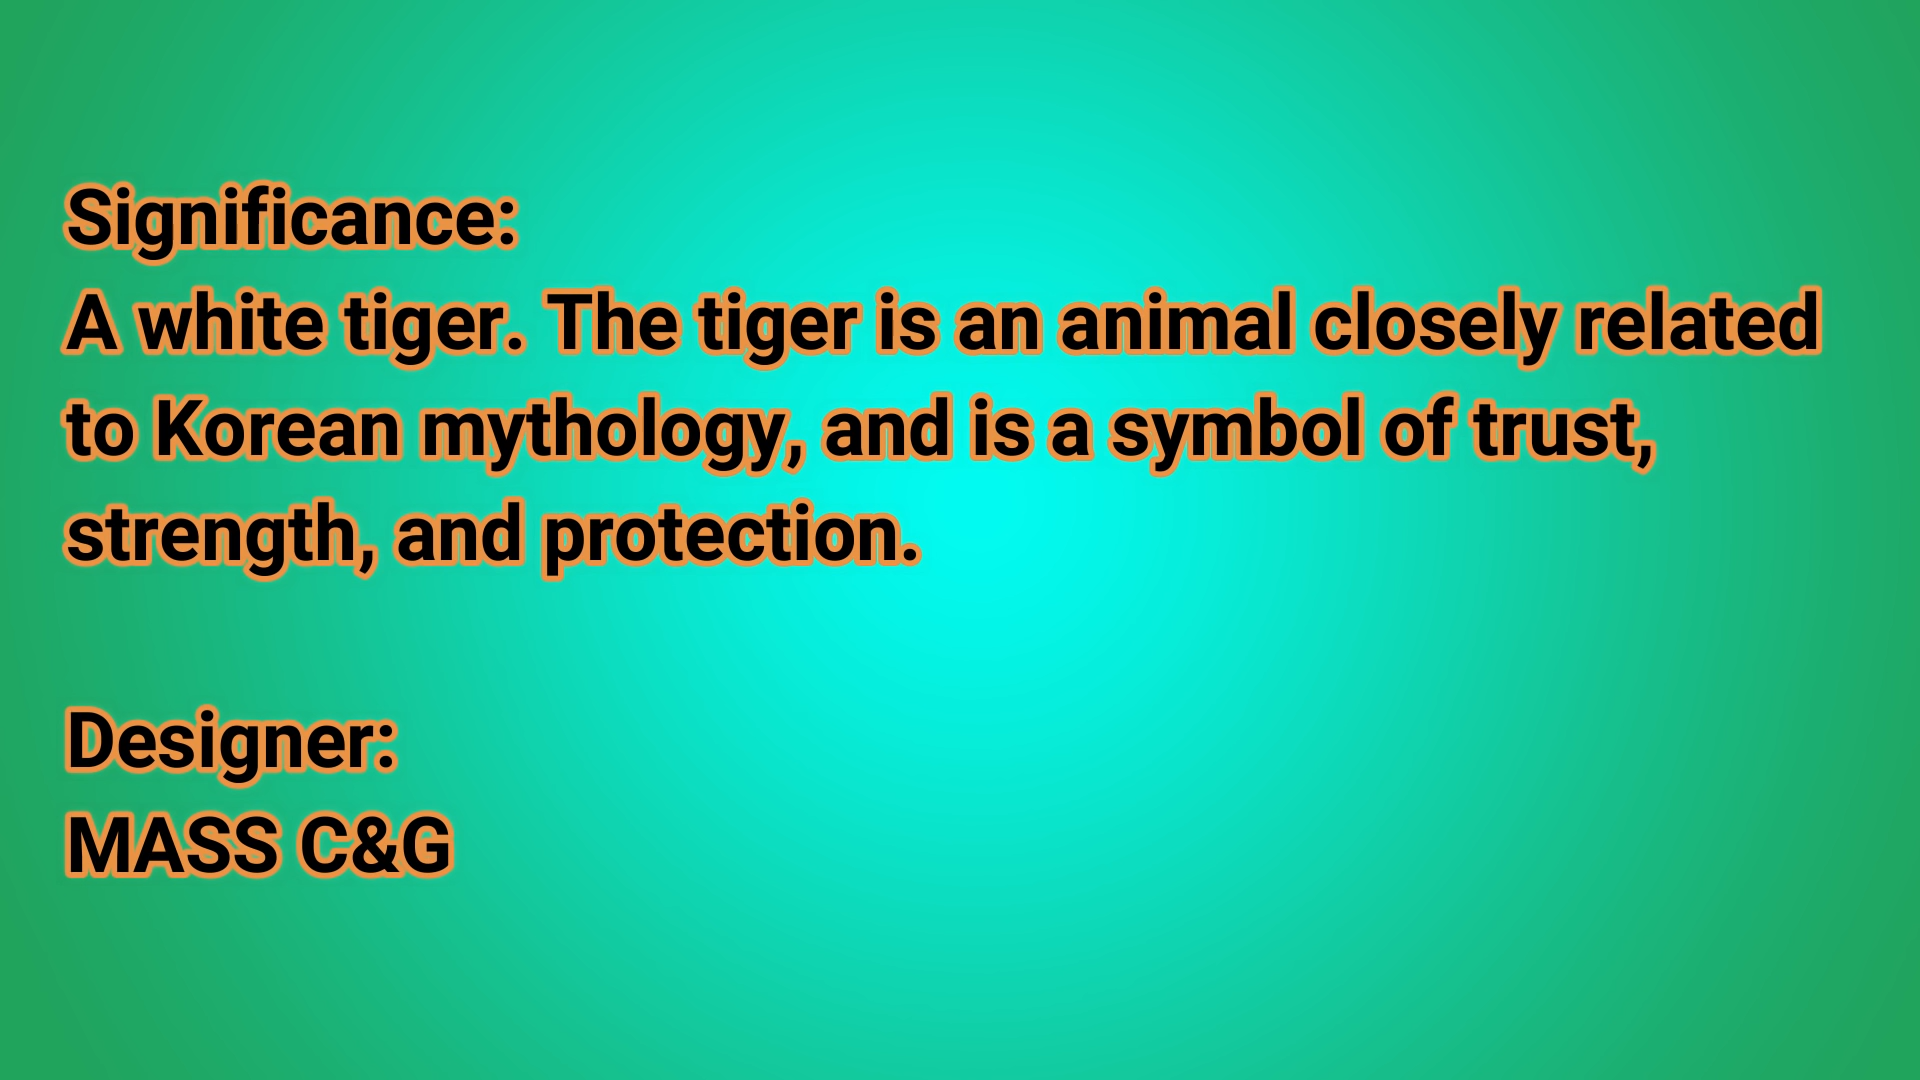 Significance:
A white tiger. The tiger is an animal closely related
to Korean mythology, and is a symbol of trust,
strength, and protection.
Designer:
MASS C&G